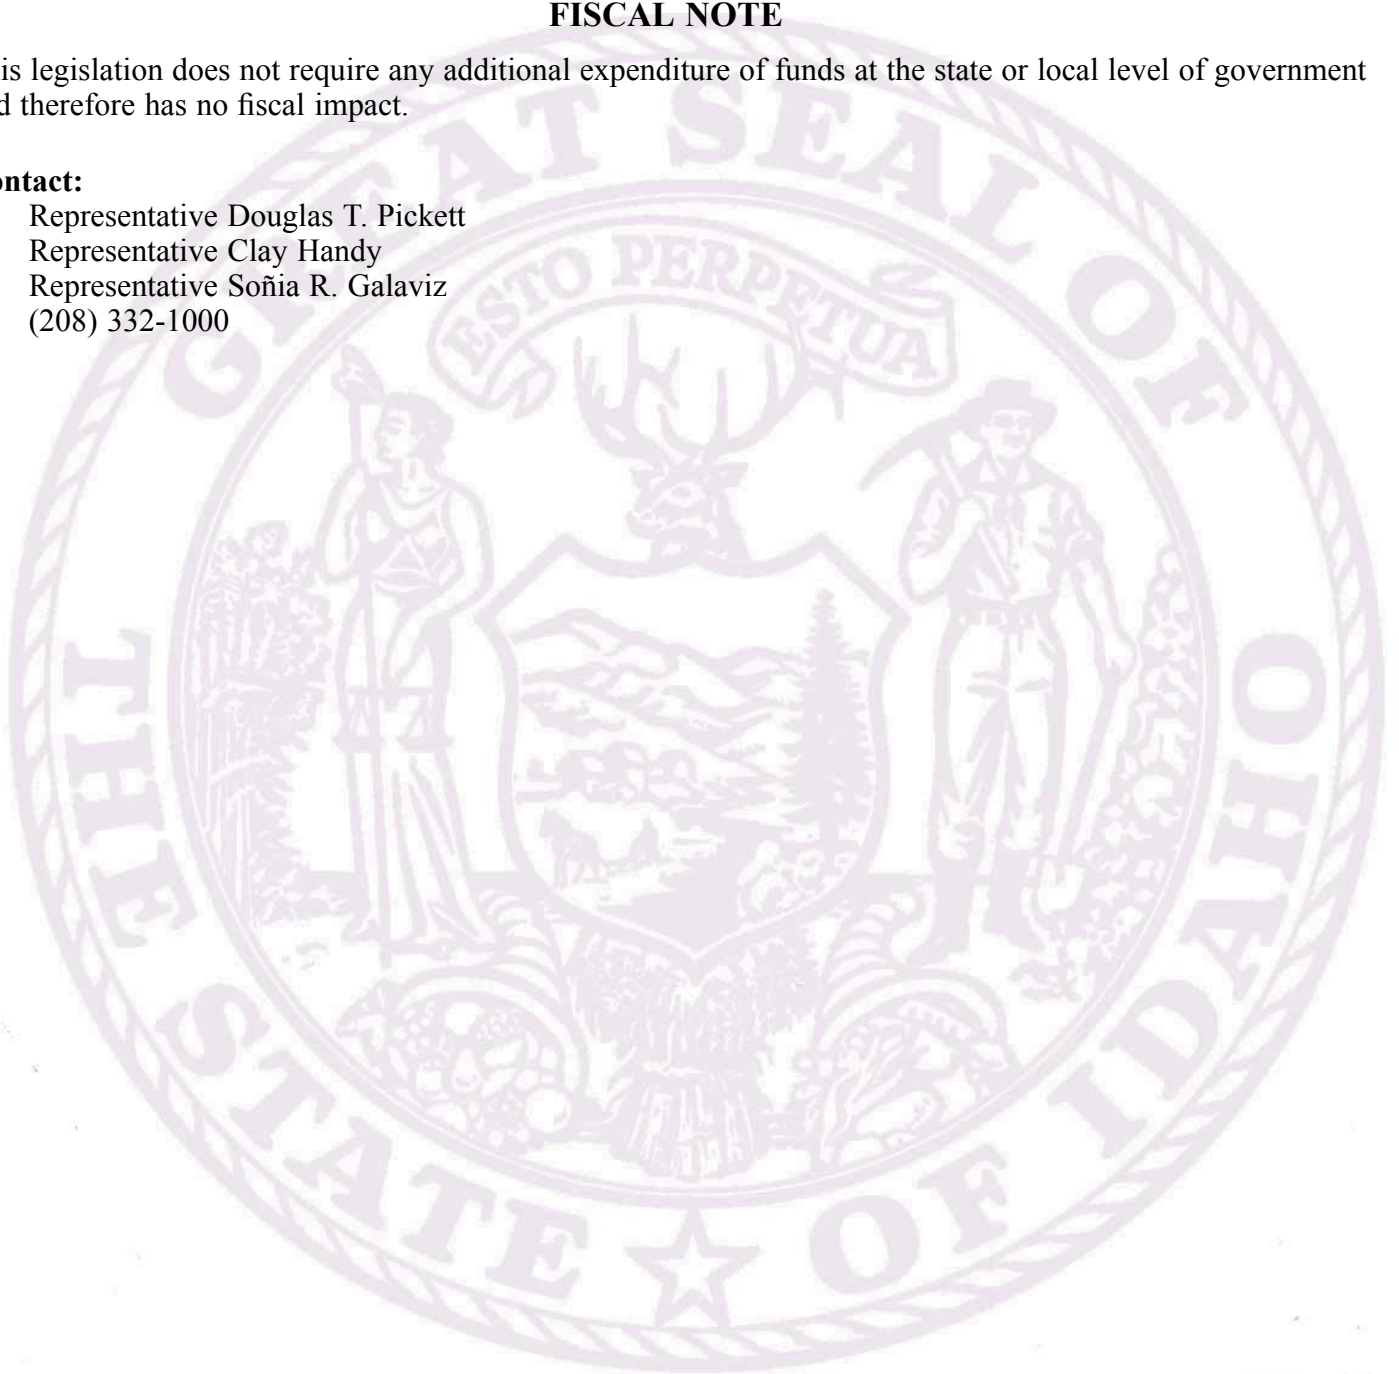 FISCAL NOTE
is legislation does not require any additional expenditure of funds at the state or local level of government
d therefore has no fiscal impact.
ontact:
Representative Douglas T. Pickett
Representative Clay Handy
Representative Soñia R. Galaviz
(208) 332-1000
GREAT SEAL OF
ESTO PERPETUA
THE STATE OF IDAHO